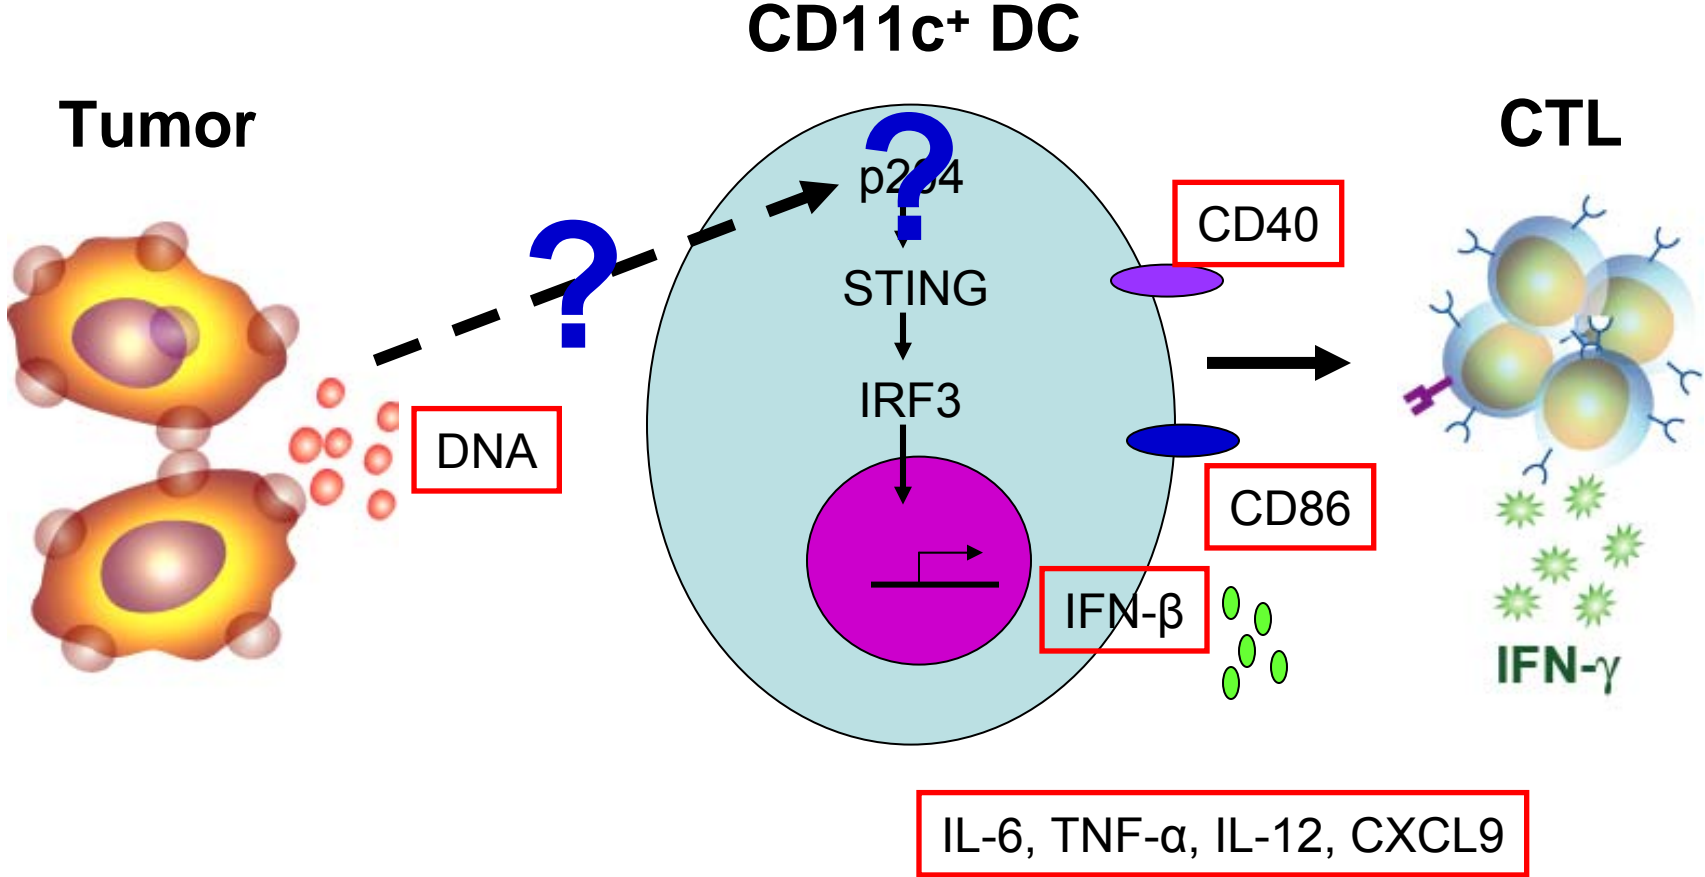 CD11c⁺ DC
Tumor
CTL
?
p204
CD40
?
STING
IRF3
DNA
CD86
IFN-β
IFN-γ
IL-6, TNF-α, IL-12, CXCL9